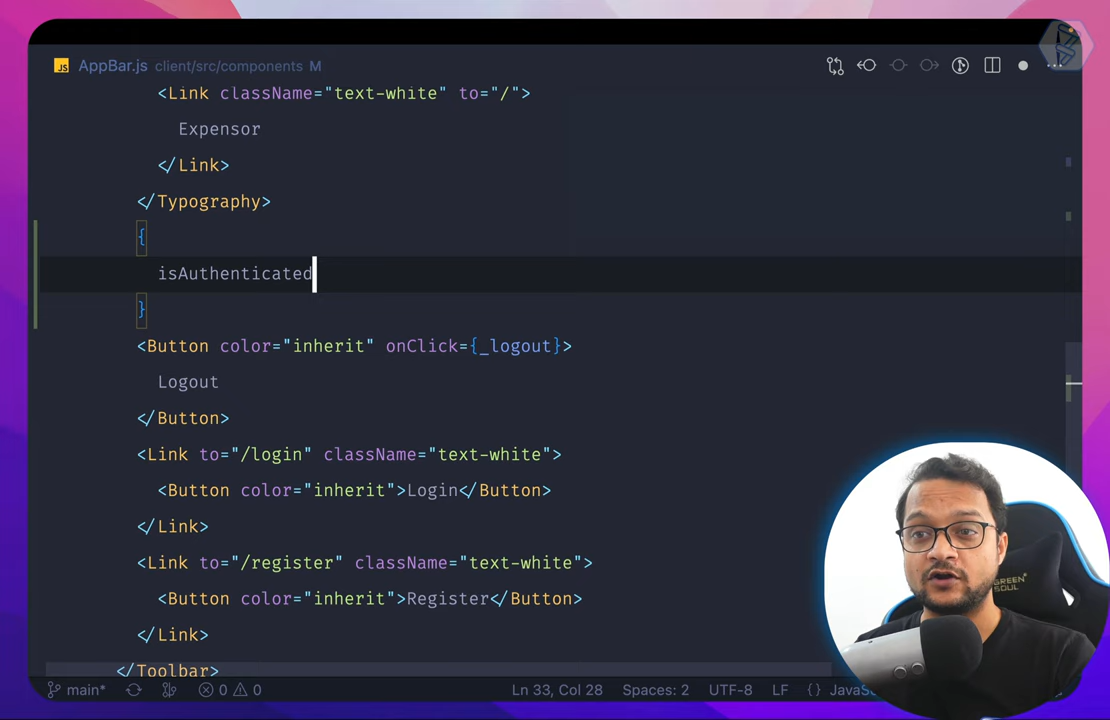 JS AppBar.js client/src/components M
<Link className="text-white" to="/">
Expensor
</Link>
</Typography>
{
isAuthenticated
}
<Button color="inherit" onClick={_logout}>
Logout
</Button>
<Link to="/login" className="text-white">
<Button color="inherit">Login</Button>
</Link>
<Link to="/register" className="text-white">
<Button color="inherit">Register</Button>
</Link>
</Toolbar>
GREEN
SOUL
main* 0 0 Ln 33, Col 28 Spaces: 2 UTF-8 LF {}